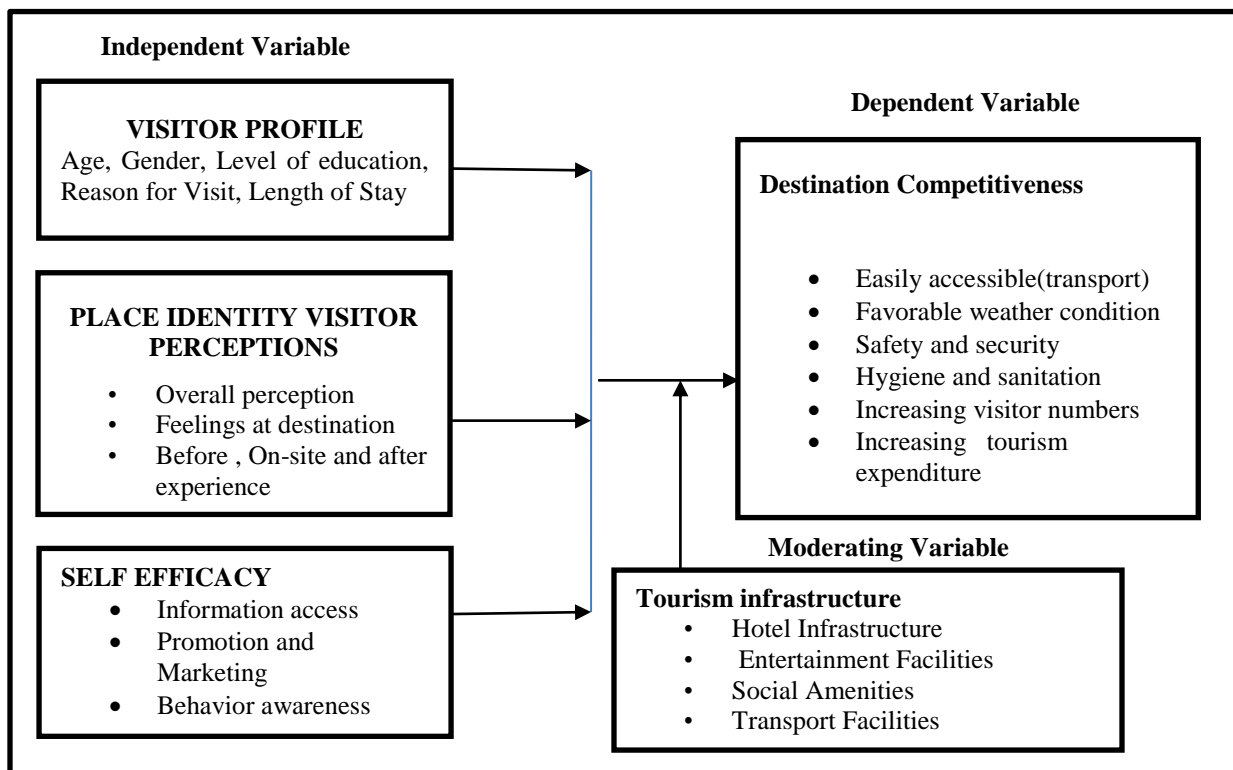 Independent Variable
VISITOR PROFILE
Age, Gender, Level of education,
Reason for Visit, Length of Stay
PLACE IDENTITY VISITOR
PERCEPTIONS
• Overall perception
• Feelings at destination
• Before , On-site and after
experience
SELF EFFICACY
• Information access
• Promotion and
Marketing
• Behavior awareness
Dependent Variable
Destination Competitiveness
• Easily accessible(transport)
• Favorable weather condition
• Safety and security
• Hygiene and sanitation
• Increasing visitor numbers
• Increasing tourism
expenditure
Moderating Variable
Tourism infrastructure
• Hotel Infrastructure
• Entertainment Facilities
• Social Amenities
• Transport Facilities